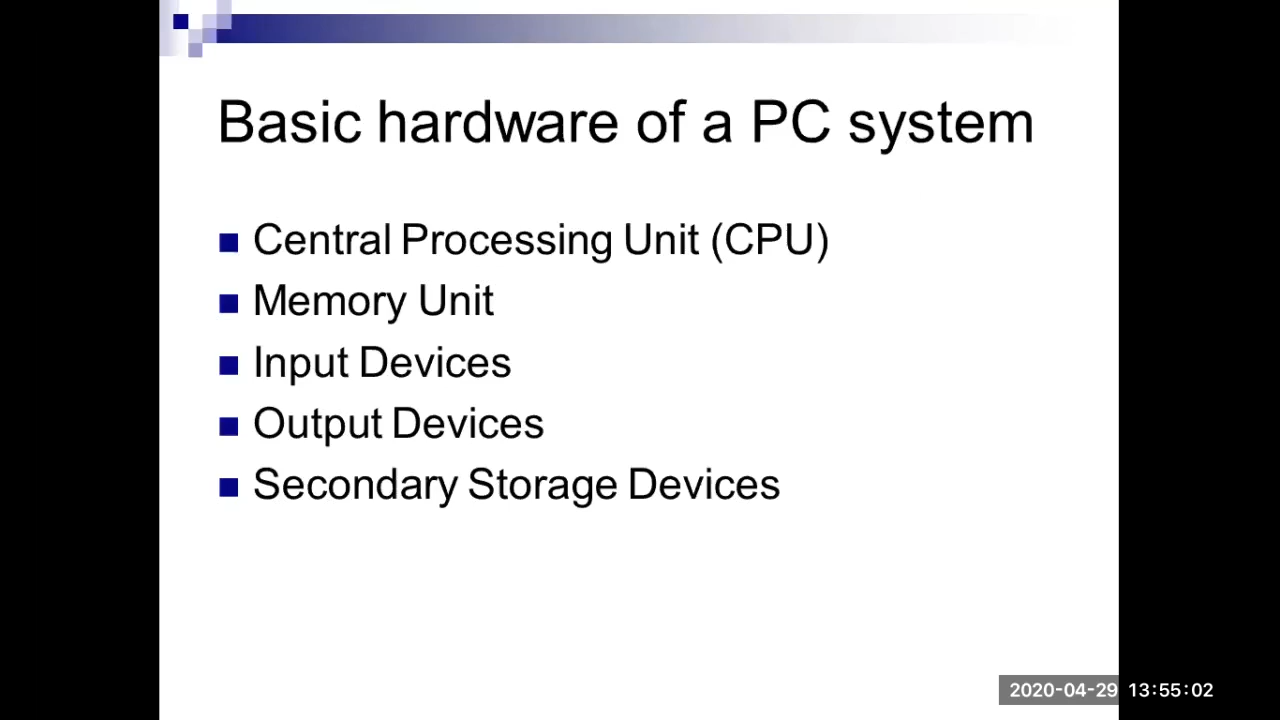 Basic hardware of a PC system
Central Processing Unit (CPU)
Memory Unit
Input Devices
Output Devices
Secondary Storage Devices
2020-04-29 13:55:02